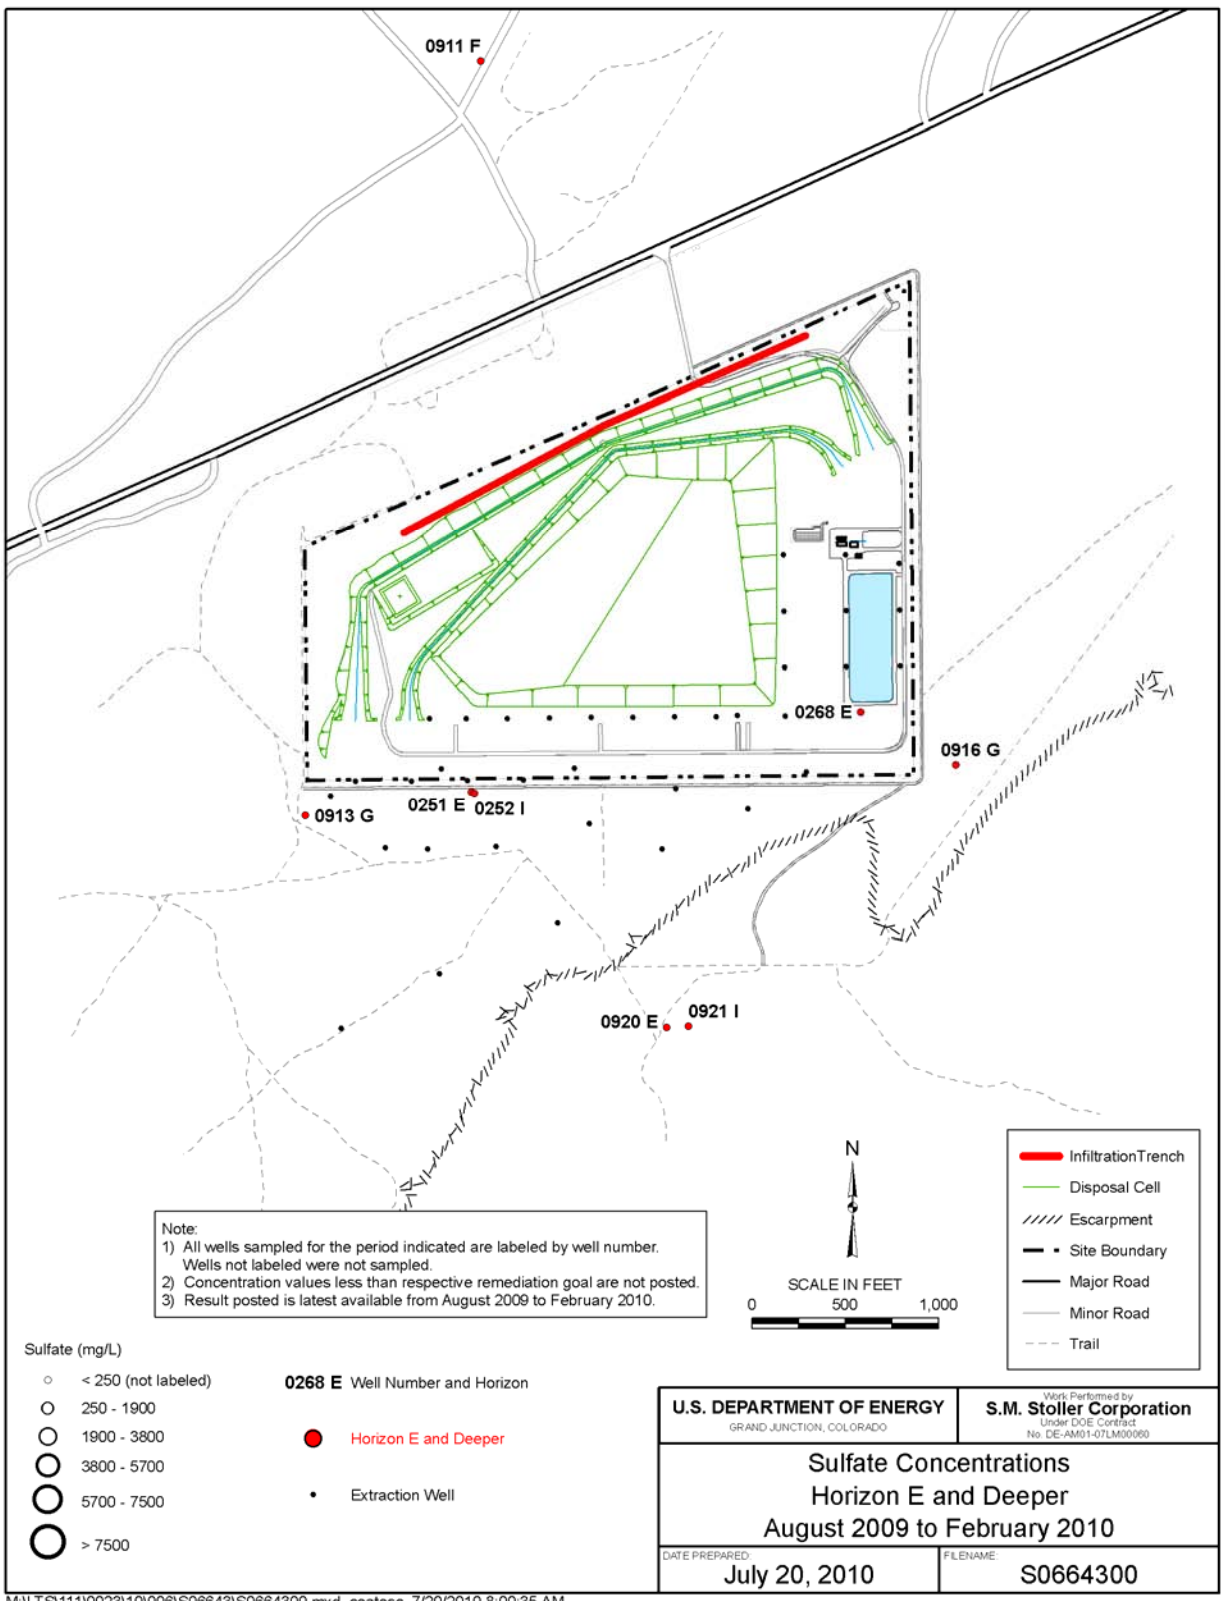 0911 F
0268 E
0916 G
0251 E
0252 I
0913 G
0920 E
0921 I
N
SCALE IN FEET
0 500 1,000
InfiltrationTrench
Disposal Cell
Escarpment
Site Boundary
Major Road
Minor Road
Trail
Note:
1) All wells sampled for the period indicated are labeled by well number.
Wells not labeled were not sampled.
2) Concentration values less than respective remediation goal are not posted.
3) Result posted is latest available from August 2009 to February 2010.
Sulfate (mg/L)
< 250 (not labeled)
250 - 1900
1900 - 3800
3800 - 5700
5700 - 7500
> 7500
0268 E Well Number and Horizon
Horizon E and Deeper
Extraction Well
U.S. DEPARTMENT OF ENERGY
GRAND JUNCTION, COLORADO
Work Performed by
S.M. Stoller Corporation
Under DOE Contract
No. DE-AM01-07LM00060
Sulfate Concentrations
Horizon E and Deeper
August 2009 to February 2010
DATE PREPARED:
July 20, 2010
FILENAME:
S0664300